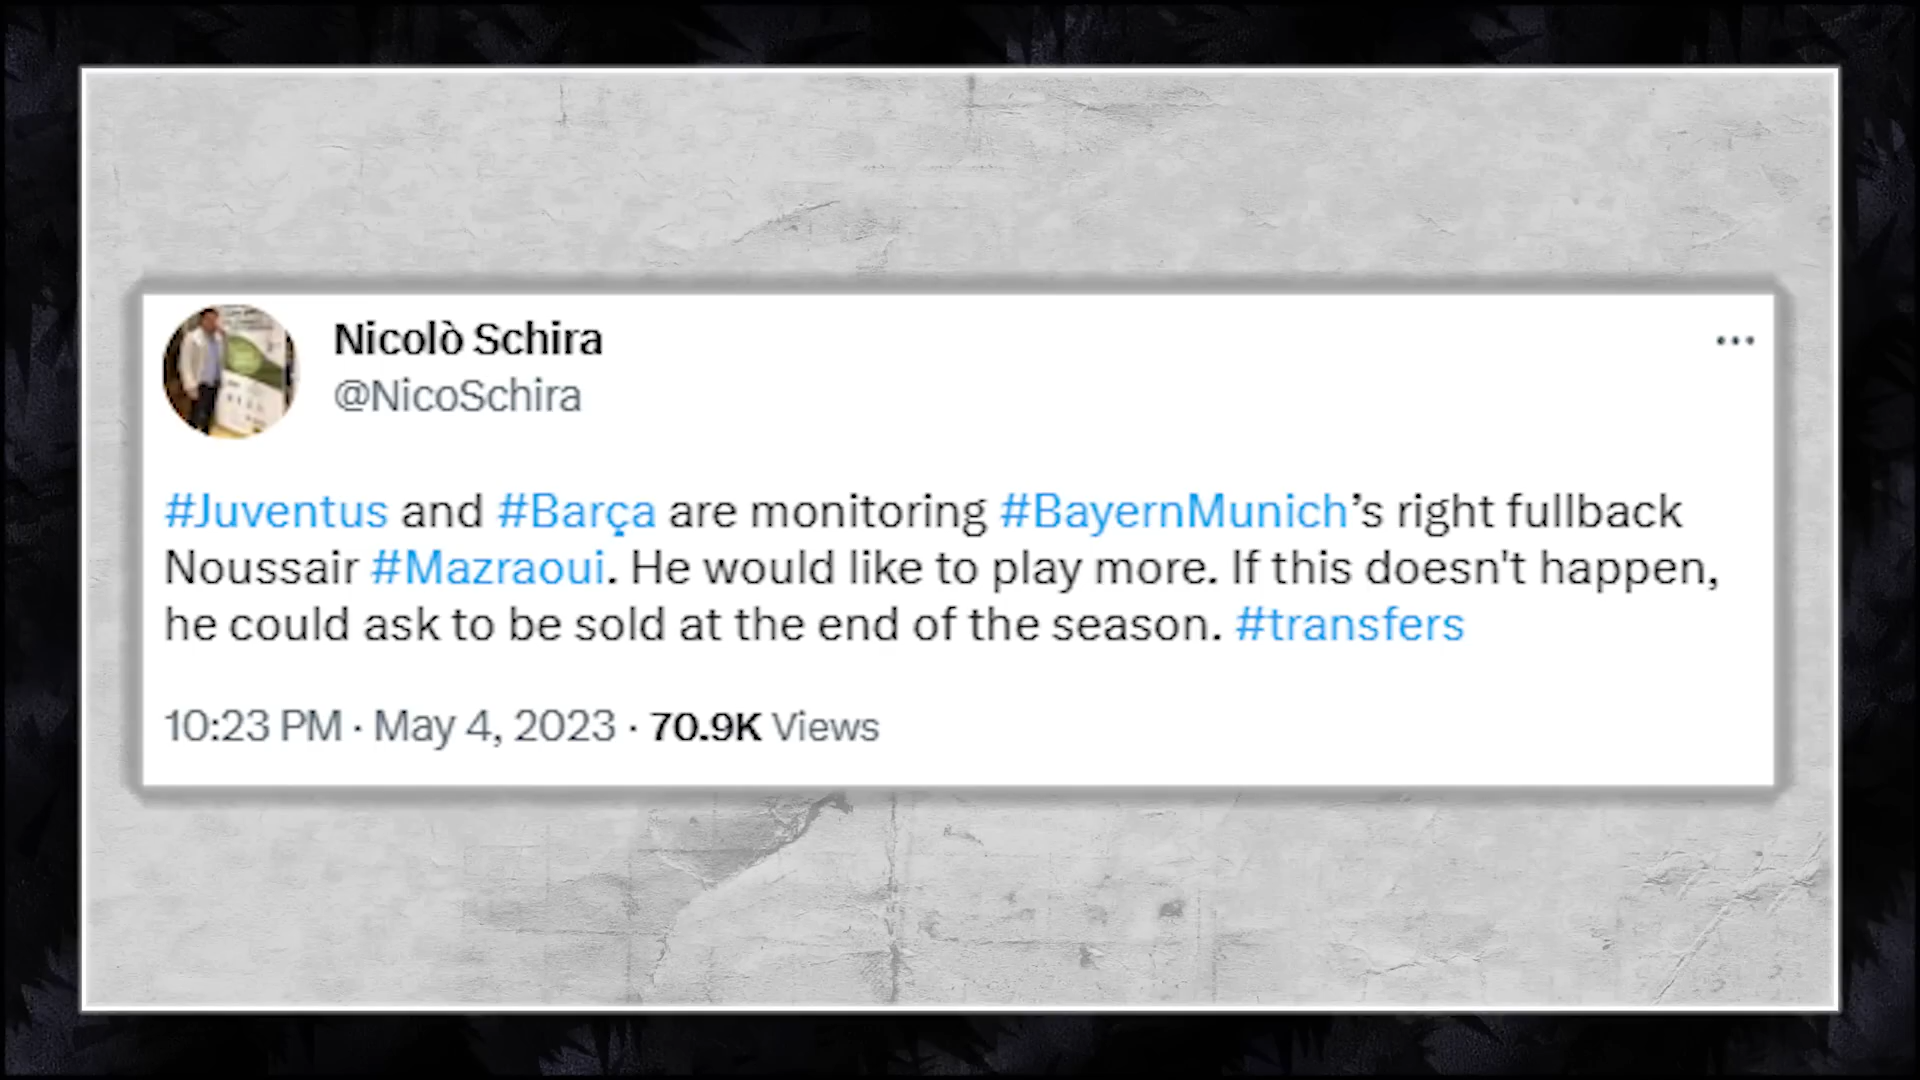 Nicolò Schira
@NicoSchira
#Juventus and #Barça are monitoring #BayernMunich’s right fullback
Noussair #Mazraoui. He would like to play more. If this doesn't happen,
he could ask to be sold at the end of the season. #transfers
10:23 PM · May 4, 2023 · 70.9K Views